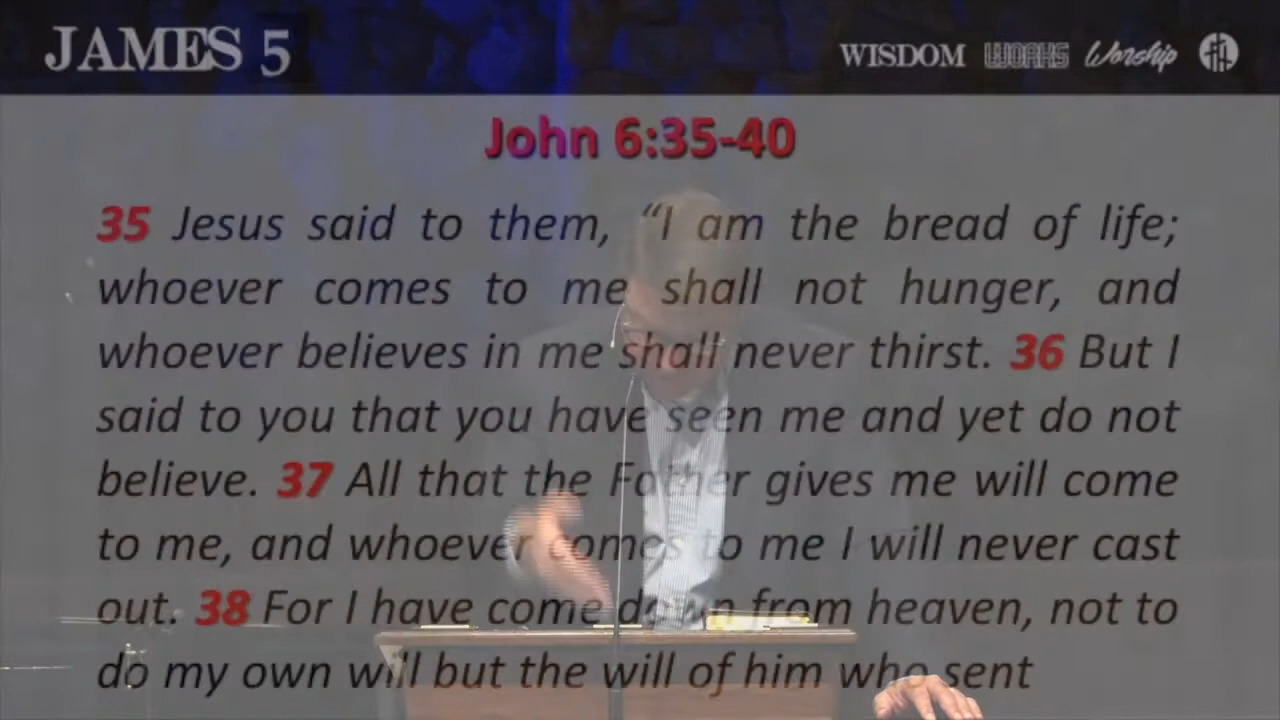 JAMES 5
WISDOM WORKS Worship
John 6:35-40
35 Jesus said to them, “I am the bread of life;
whoever comes to me shall not hunger, and
whoever believes in me shall never thirst. 36 But I
said to you that you have seen me and yet do not
believe. 37 All that the Father gives me will come
to me, and whoever comes to me I will never cast
out. 38 For I have come down from heaven, not to
do my own will but the will of him who sent